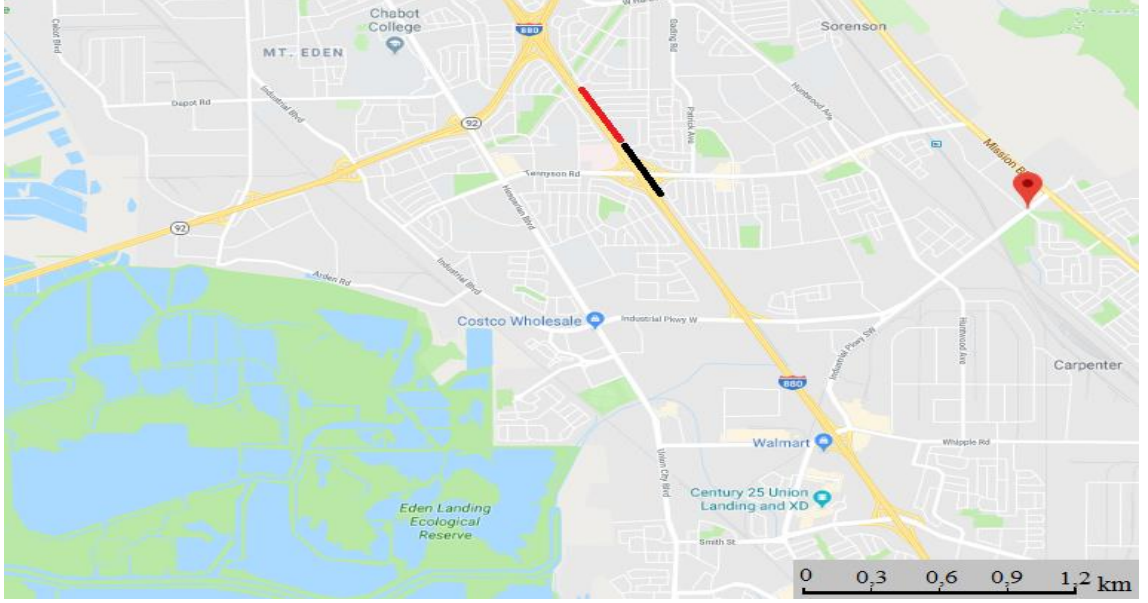 Chabot
College
880
W Har
Cabot Blvd
MT. EDEN
Sorenson
Depot Rd
Industrial Blvd
92
Huntwood Ave
Patrick Ave
Mission B
Tennyson Rd
Hesperian Blvd
92
Arden Rd
Industrial Blvd
Costco Wholesale
Industrial Pkwy W
Industrial Pkwy SW
Huntwood Ave
Carpenter
880
Walmart
Whipple Rd
Union City Blvd
Century 25 Union
Landing and XD
Eden Landing
Ecological
Reserve
Smith St
0 0,3 0,6 0,9 1,2 km